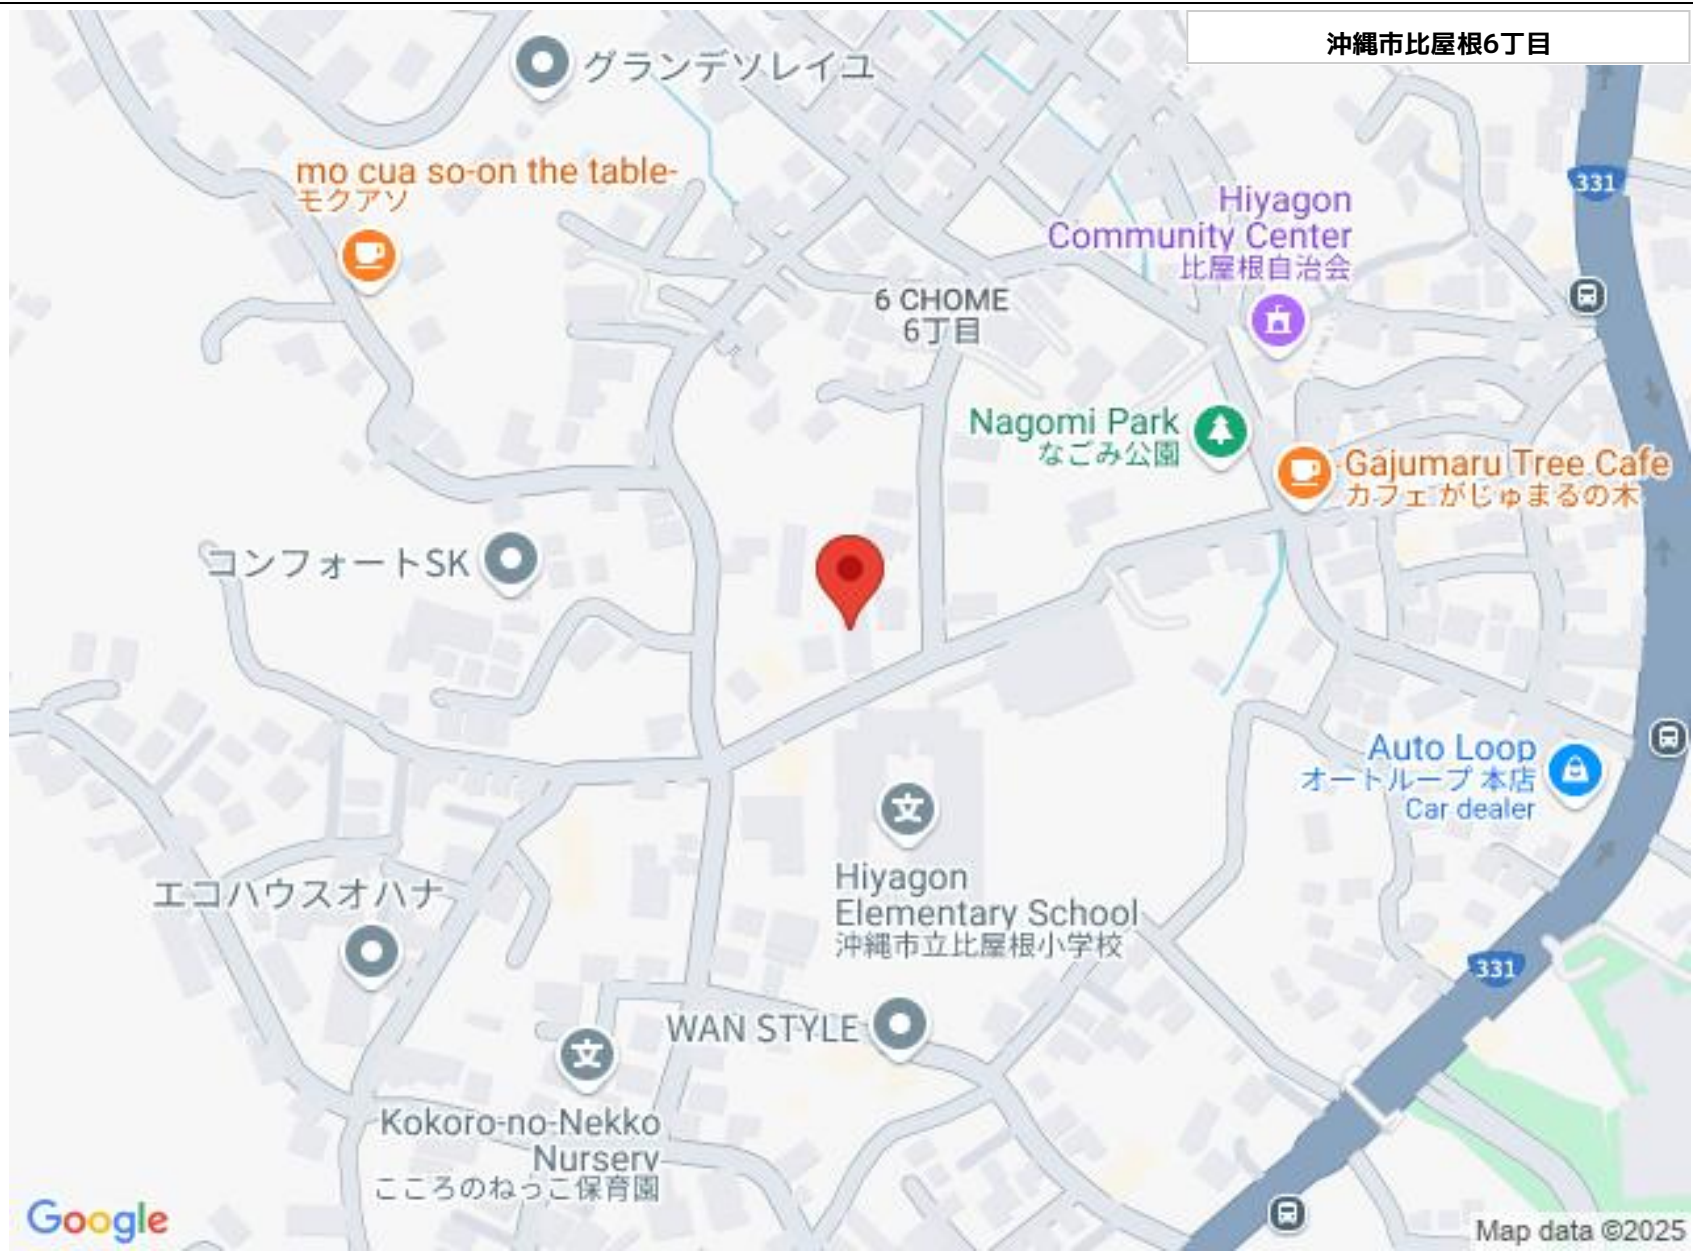 沖縄市比屋根6丁目
グランデソレイユ
mo cua so-on the table-
モクアソ
331
Hiyagon
Community Center
比屋根自治会
6 CHOME
6丁目
Nagomi Park
なごみ公園
Gajumaru Tree Cafe
カフェ がじゅまるの木
コンフォートSK
Auto Loop
オートループ 本店
Car dealer
文
Hiyagon
Elementary School
沖縄市立比屋根小学校
エコハウスオハナ
331
WAN STYLE
文
Kokoro-no-Nekko
Nursery
こころのねっこ保育園
Google
Map data ©2025